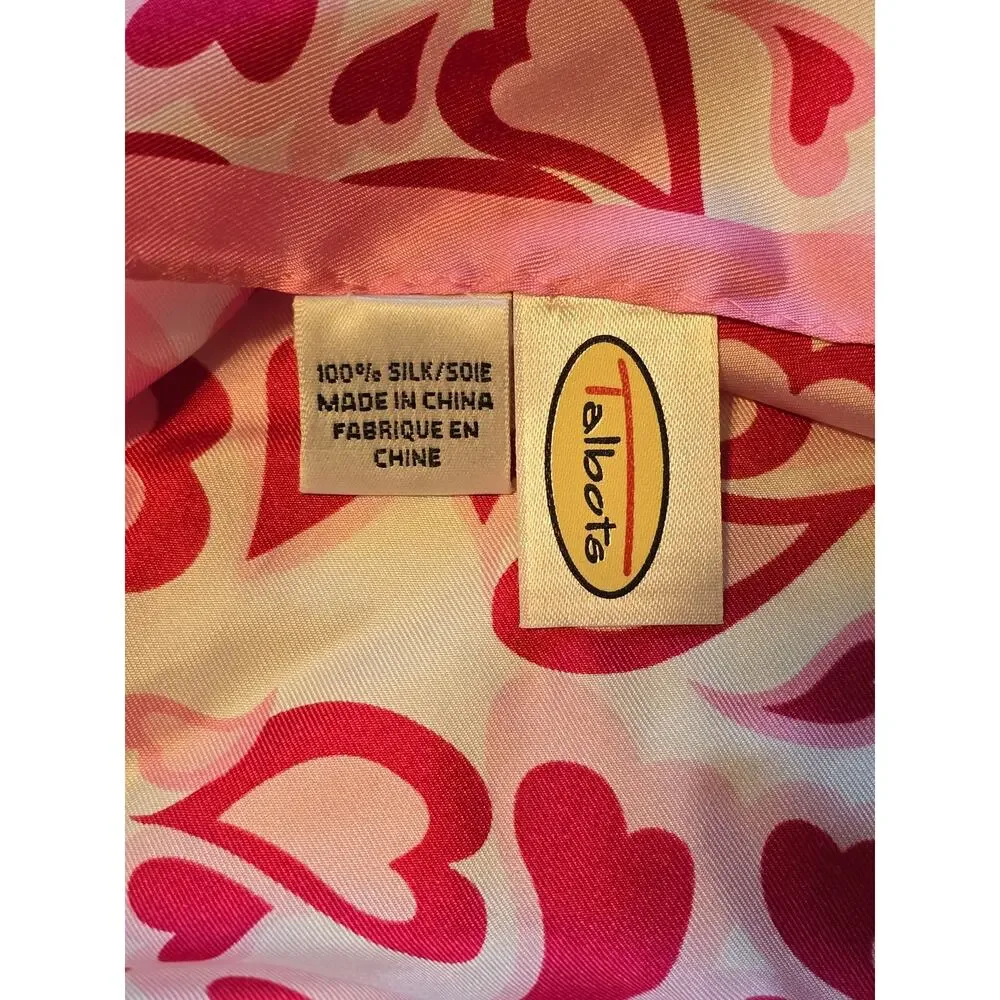 100% SILK/SOIE
MADE IN CHINA
FABRIQUE EN
CHINE
Talbots